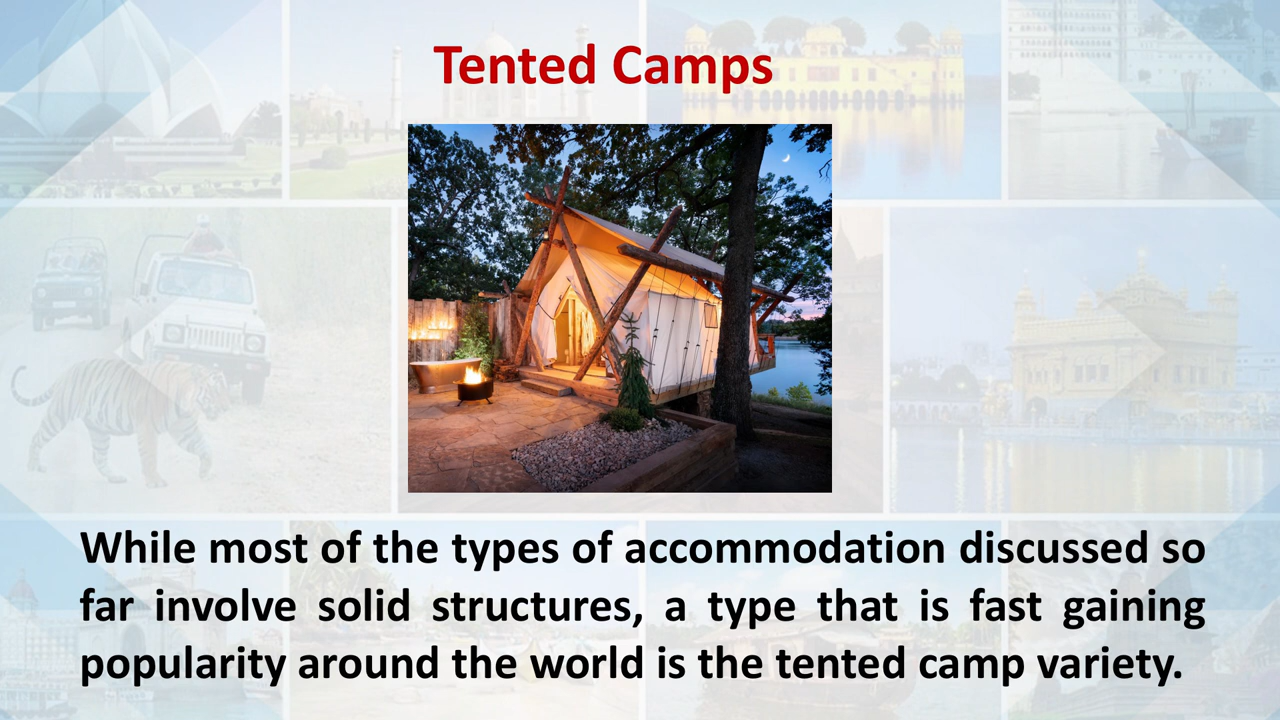 Tented Camps
While most of the types of accommodation discussed so
far involve solid structures, a type that is fast gaining
popularity around the world is the tented camp variety.